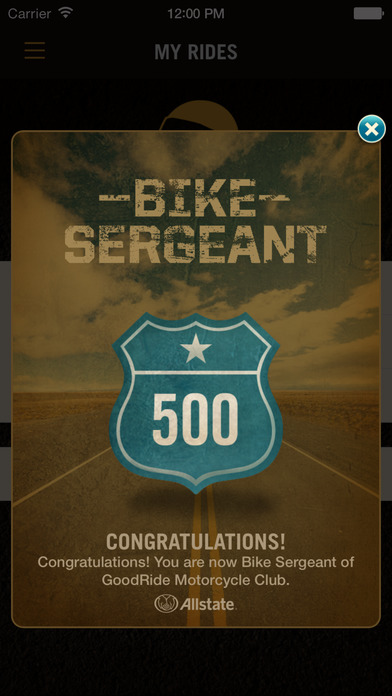 Carrier 12:00 PM
MY RIDES
BIKE
SERGEANT
500
CONGRATULATIONS!
Congratulations! You are now Bike Sergeant of
GoodRide Motorcycle Club.
Allstate